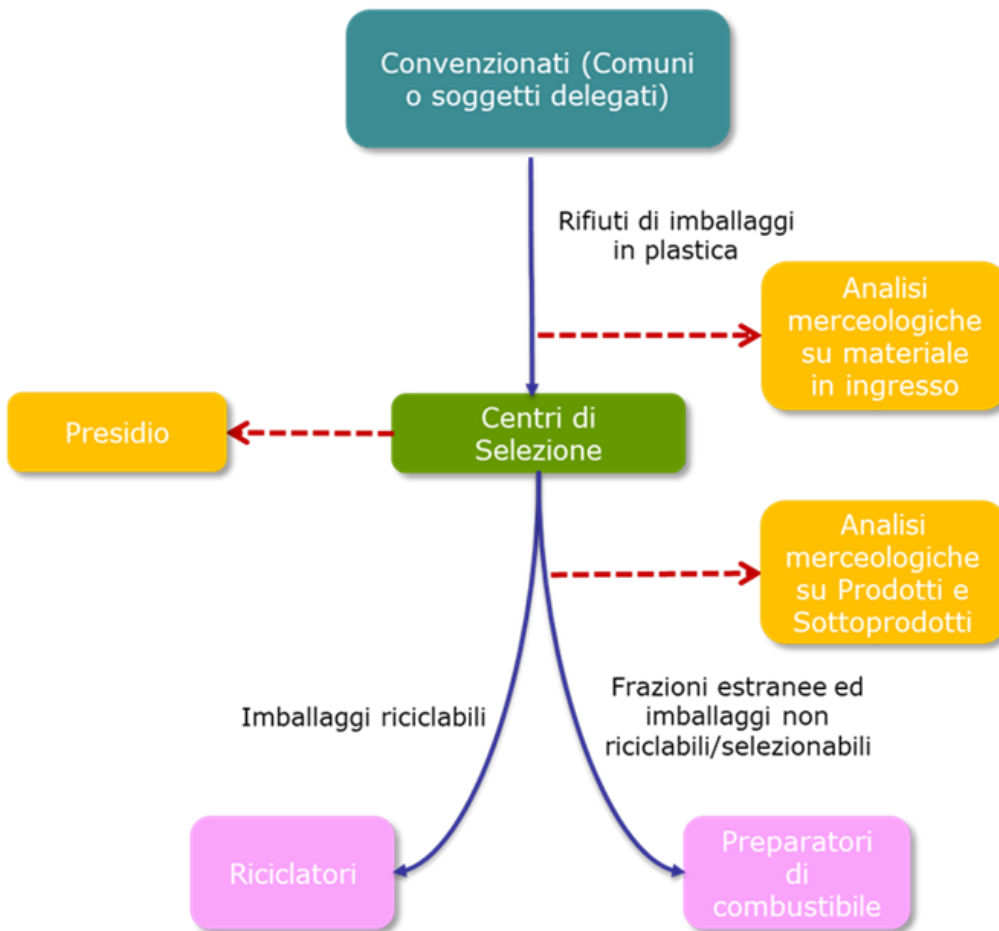 Convenzionati (Comuni
o soggetti delegati)
Rifiuti di imballaggi
in plastica
Analisi
merceologiche
su materiale
in ingresso
Presidio
Centri di
Selezione
Analisi
merceologiche
su Prodotti e
Sottoprodotti
Imballaggi riciclabili
Frazioni estranee ed
imballaggi non
riciclabili/selezionabili
Riciclatori
Preparatori
di
combustibile